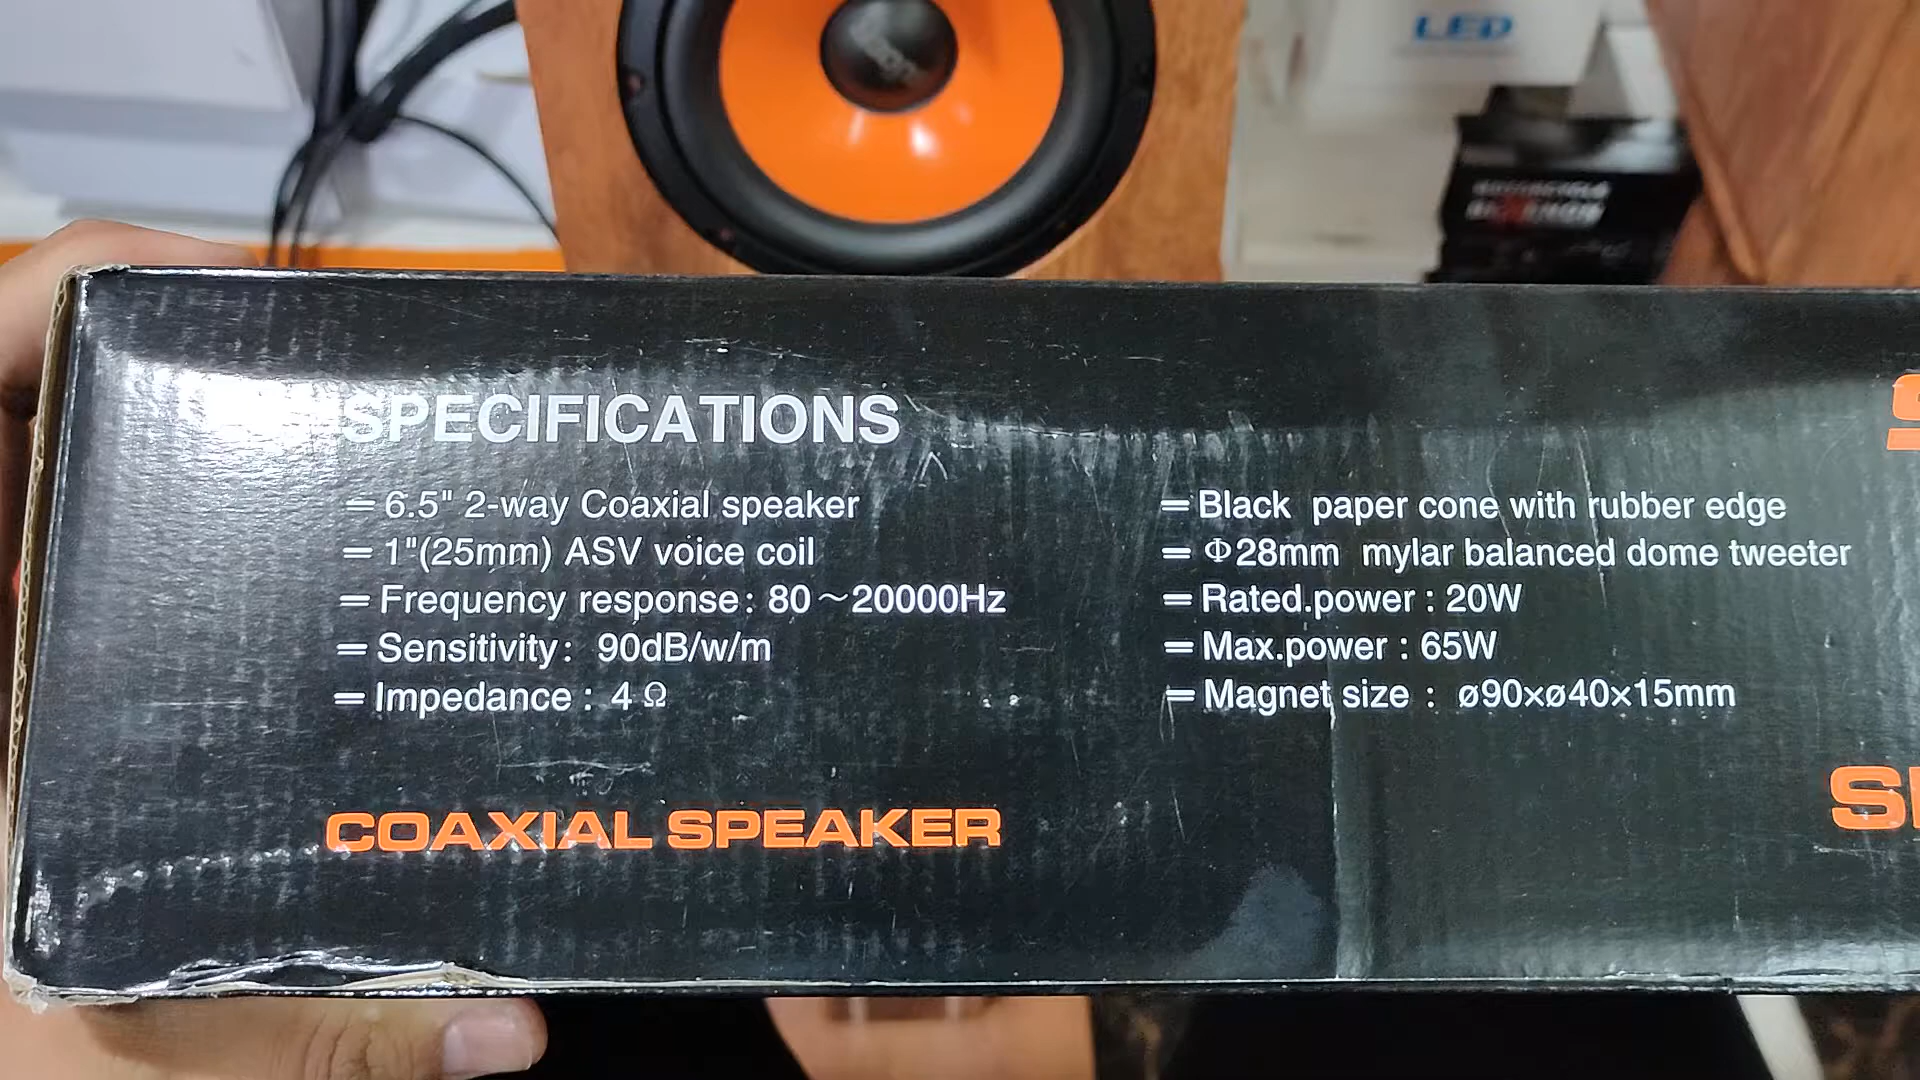 LED
SPECIFICATIONS
= 6.5" 2-way Coaxial speaker
= 1"(25mm) ASV voice coil
= Frequency response : 80～20000Hz
= Sensitivity : 90dB/w/m
= Impedance : 4 Ω
= Black paper cone with rubber edge
= Φ28mm mylar balanced dome tweeter
= Rated.power : 20W
= Max.power : 65W
= Magnet size : ø90×ø40×15mm
COAXIAL SPEAKER